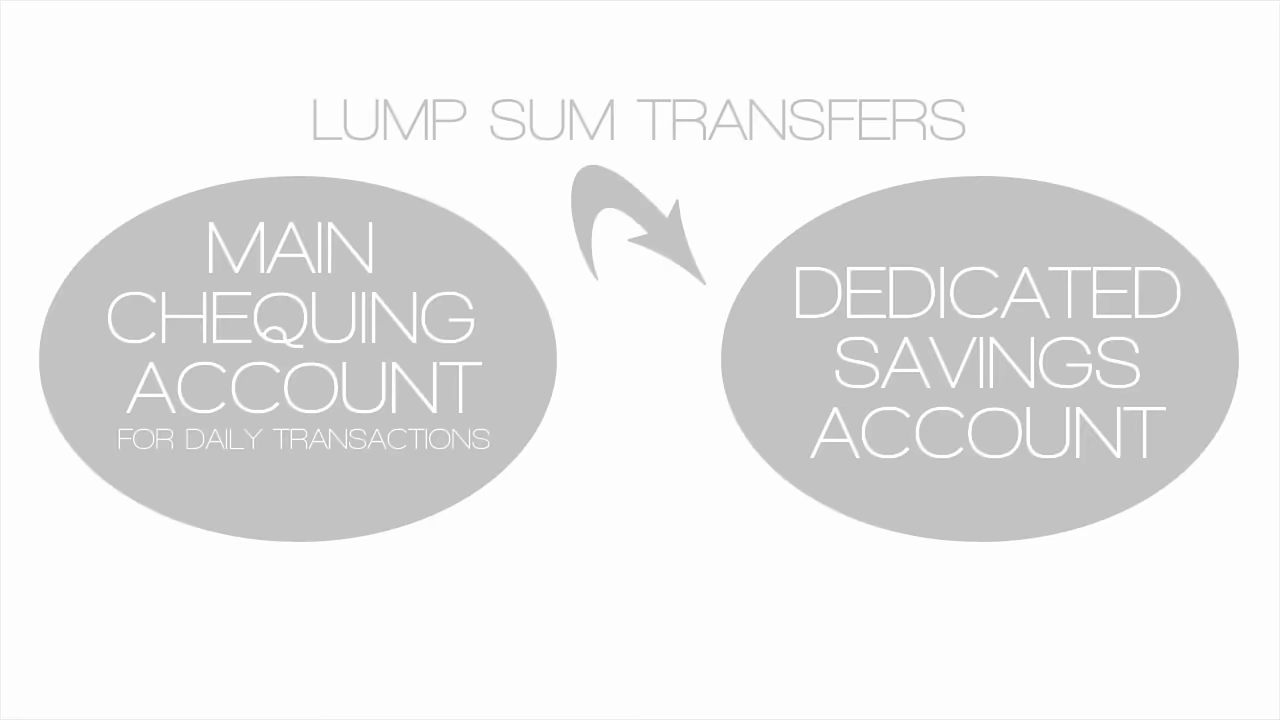 LUMP SUM TRANSFERS
MAIN
CHEQUING
ACCOUNT
FOR DAILY TRANSACTIONS
DEDICATED
SAVINGS
ACCOUNT